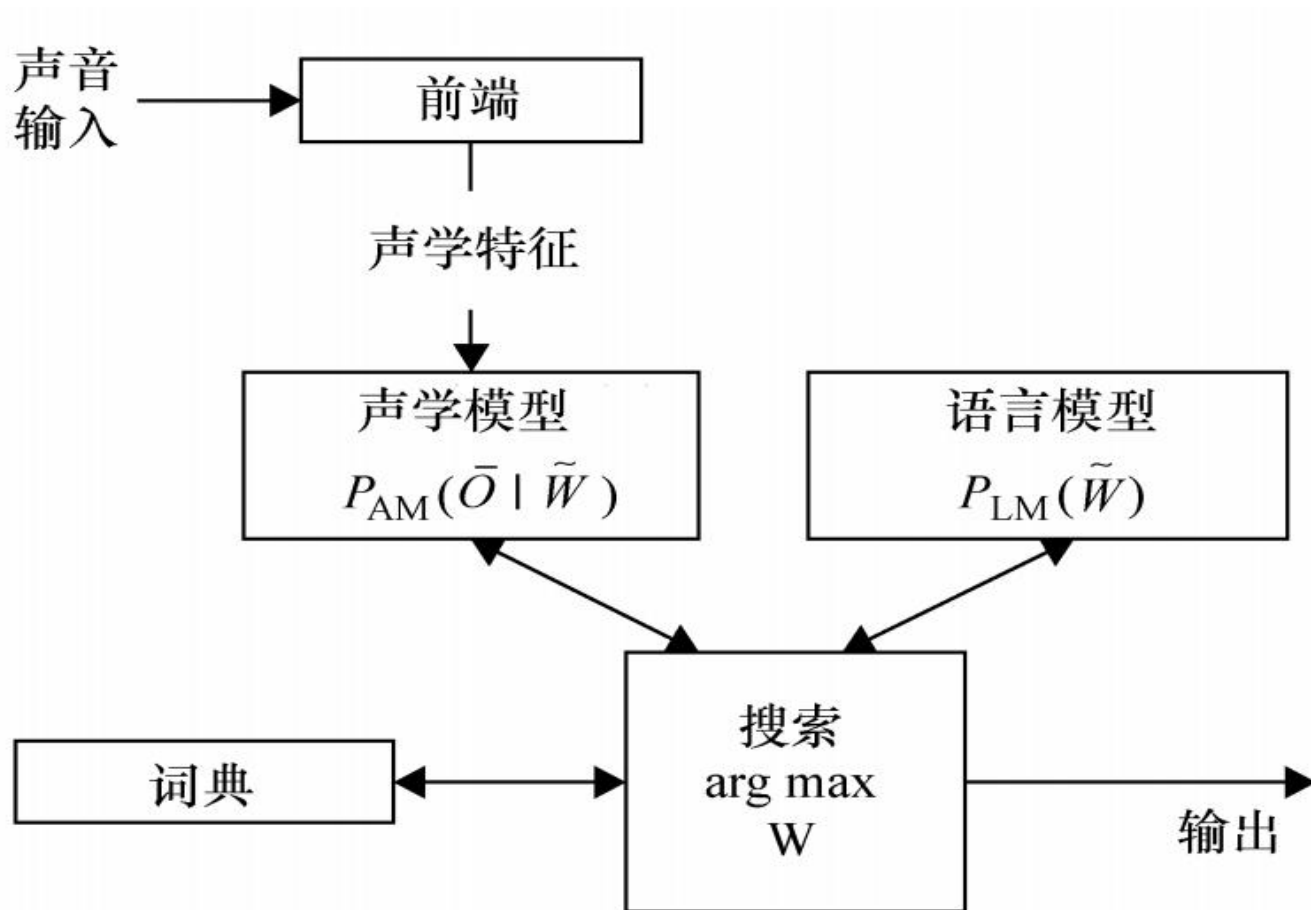 声音
输入
前端
声学特征
声学模型
P_AM(Ō | W̃)
语言模型
P_LM(W̃)
词典
搜索
arg max
W
输出